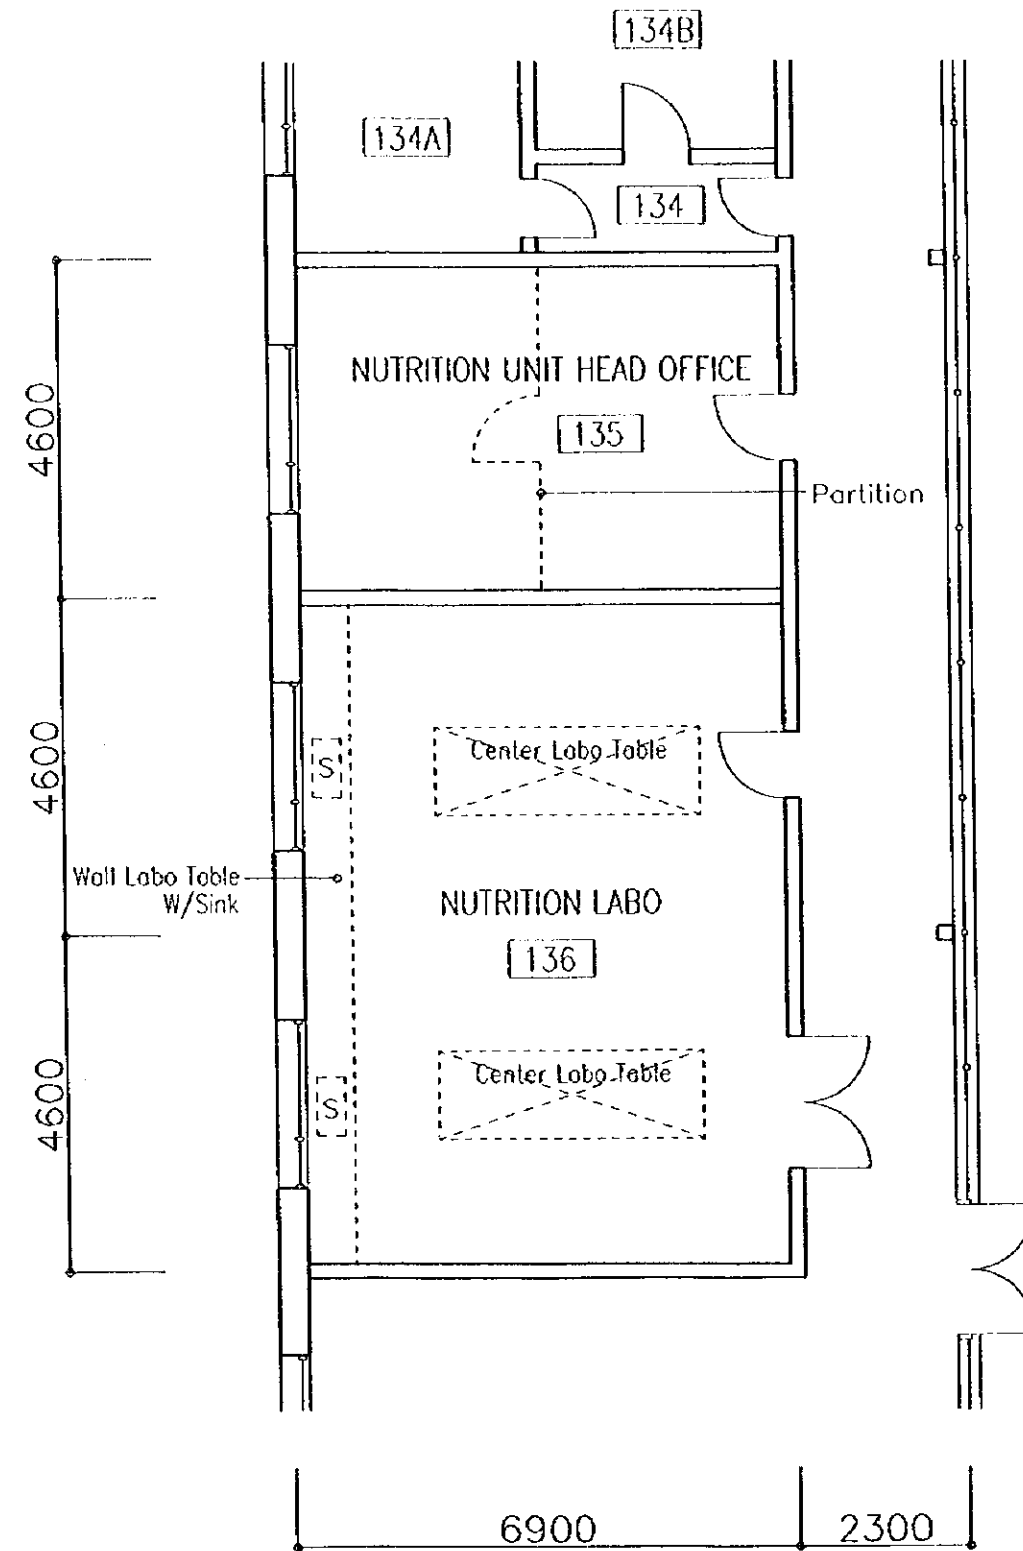 134B
134A
134
NUTRITION UNIT HEAD OFFICE
135
4600
Partition
Center Labo Table
S
4600
Wall Labo Table
W/Sink
NUTRITION LABO
136
Center Labo Table
S
4600
6900
2300